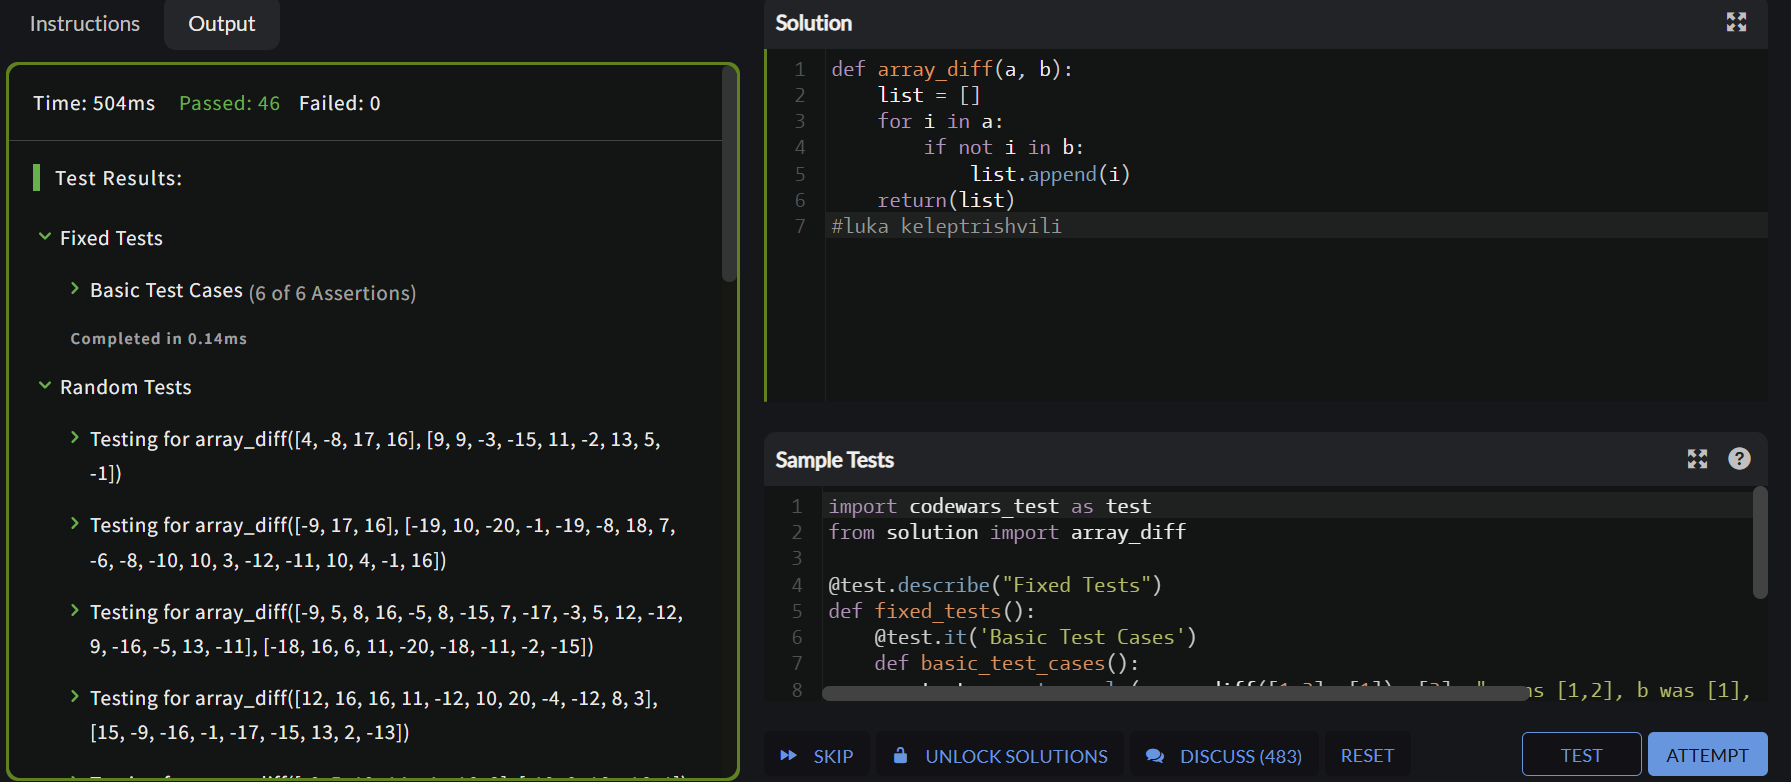 Instructions
Output
Time: 504ms Passed: 46 Failed: 0
Test Results:
Fixed Tests
Basic Test Cases (6 of 6 Assertions)
Completed in 0.14ms
Random Tests
Testing for array_diff([4, -8, 17, 16], [9, 9, -3, -15, 11, -2, 13, 5,
-1])
Testing for array_diff([-9, 17, 16], [-19, 10, -20, -1, -19, -8, 18, 7,
-6, -8, -10, 10, 3, -12, -11, 10, 4, -1, 16])
Testing for array_diff([-9, 5, 8, 16, -5, 8, -15, 7, -17, -3, 5, 12, -12,
9, -16, -5, 13, -11], [-18, 16, 6, 11, -20, -18, -11, -2, -15])
Testing for array_diff([12, 16, 16, 11, -12, 10, 20, -4, -12, 8, 3],
[15, -9, -16, -1, -17, -15, 13, 2, -13])
Solution
1 def array_diff(a, b):
2 list = []
3 for i in a:
4 if not i in b:
5 list.append(i)
6 return(list)
7 #luka keleptrishvili
Sample Tests
1 import codewars_test as test
2 from solution import array_diff
3
4 @test.describe("Fixed Tests")
5 def fixed_tests():
6 @test.it('Basic Test Cases')
7 def basic_test_cases():
8 [1,2], b was [1],
SKIP
UNLOCK SOLUTIONS
DISCUSS (483)
RESET
TEST
ATTEMPT